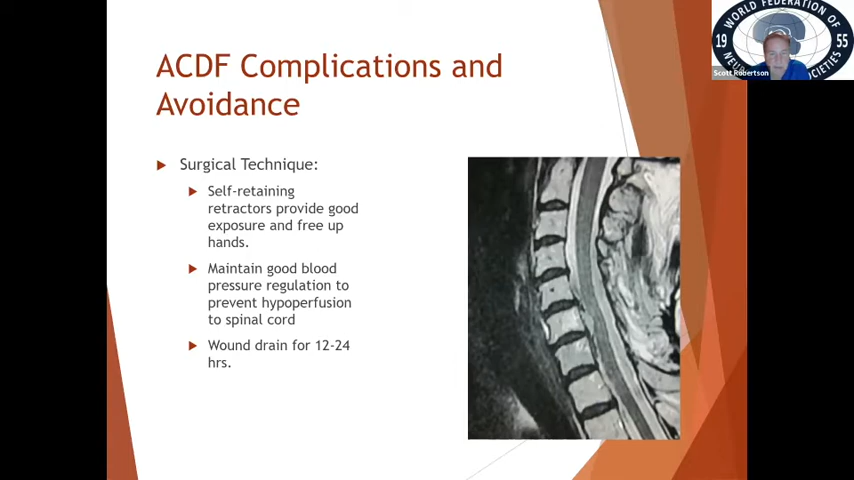 ACDF Complications and
Avoidance
Surgical Technique:
Self-retaining
retractors provide good
exposure and free up
hands.
Maintain good blood
pressure regulation to
prevent hypoperfusion
to spinal cord
Wound drain for 12-24
hrs.
WORLD FEDERATION OF
19 55
NEU
SOCIETIES
Scott Robertson